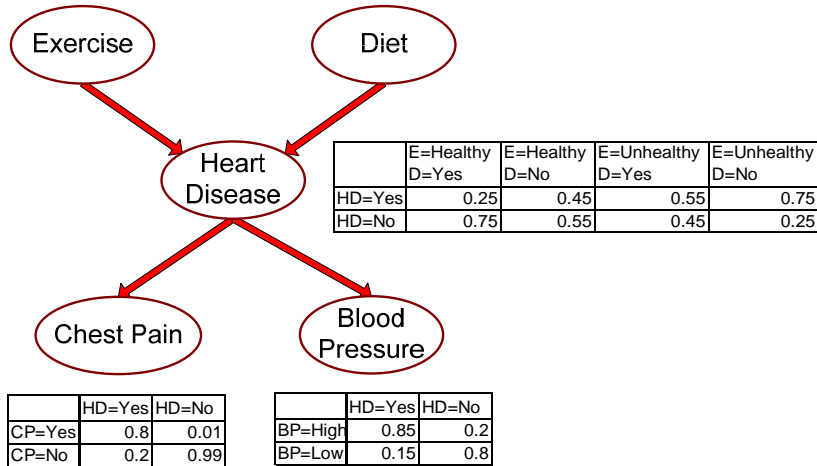 Exercise
Diet
Heart
Disease
E=Healthy E=Healthy E=Unhealthy E=Unhealthy
D=Yes D=No D=Yes D=No
HD=Yes 0.25 0.45 0.55 0.75
HD=No 0.75 0.55 0.45 0.25
Chest Pain
Blood
Pressure
HD=Yes HD=No
CP=Yes 0.8 0.01
CP=No 0.2 0.99
HD=Yes HD=No
BP=High 0.85 0.2
BP=Low 0.15 0.8